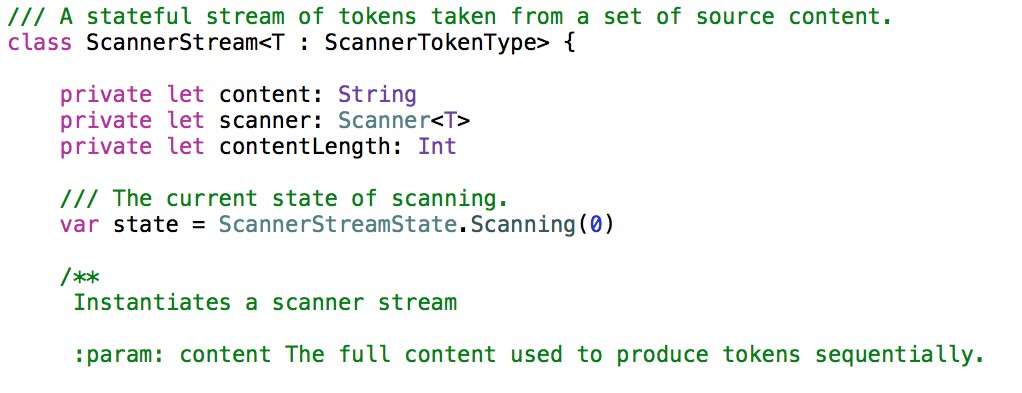 /// A stateful stream of tokens taken from a set of source content.
class ScannerStream<T : ScannerTokenType> {
private let content: String
private let scanner: Scanner<T>
private let contentLength: Int
/// The current state of scanning.
var state = ScannerStreamState.Scanning(0)
/**
Instantiates a scanner stream
:param: content The full content used to produce tokens sequentially.